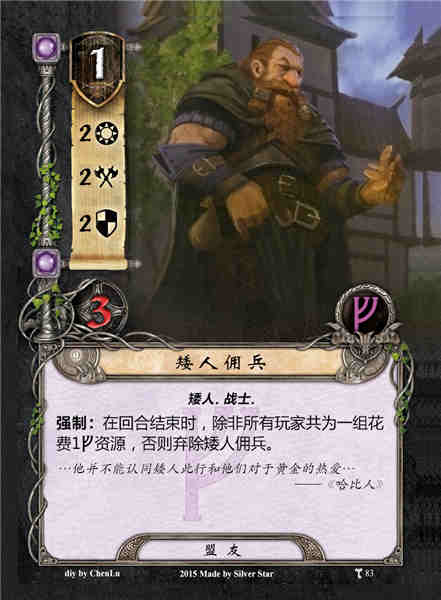 1
2
2
2
3
矮人佣兵
矮人. 战士.
强制：在回合结束时，除非所有玩家共为一组花
费1ᚠ资源，否则弃除矮人佣兵。
…他并不能认同矮人此行和他们对于黄金的热爱…
——《哈比人》
盟友
diy by ChenLu
2015 Made by Silver Star
83